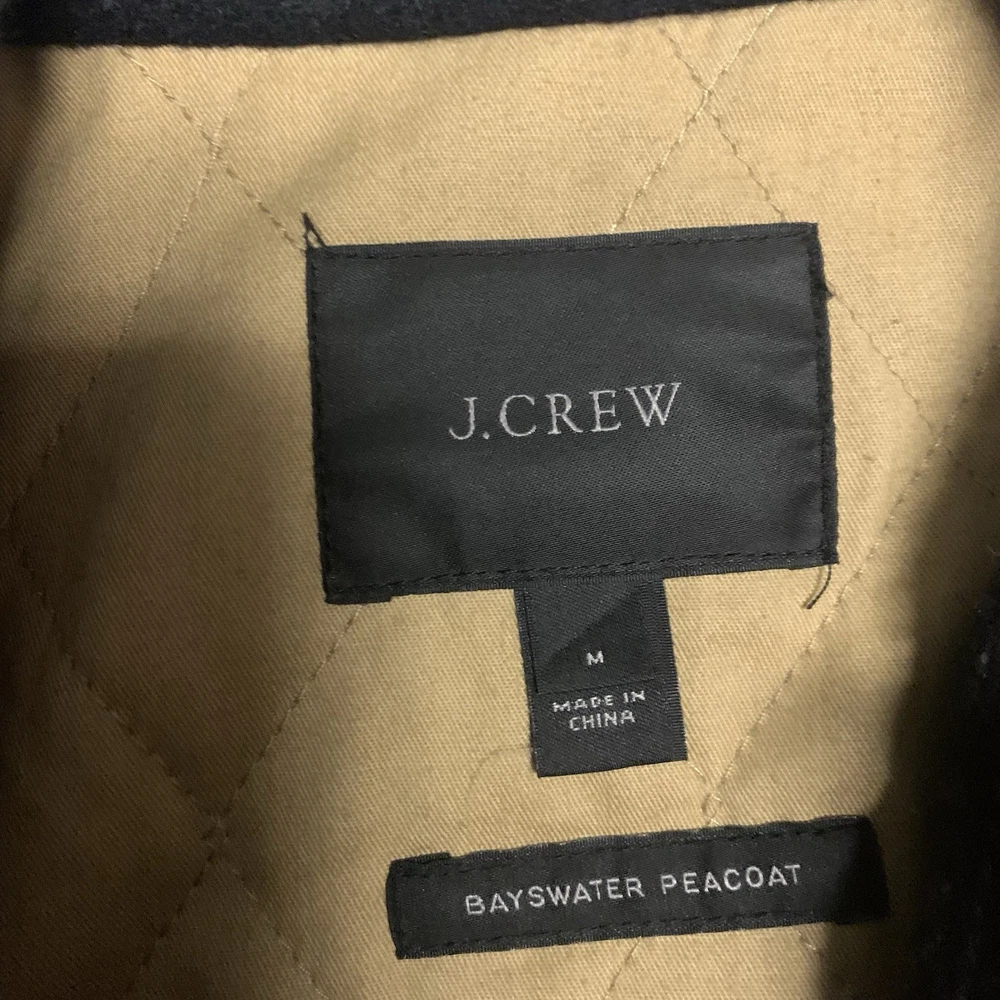 J.CREW
M
MADE IN
CHINA
BAYSWATER PEACOAT